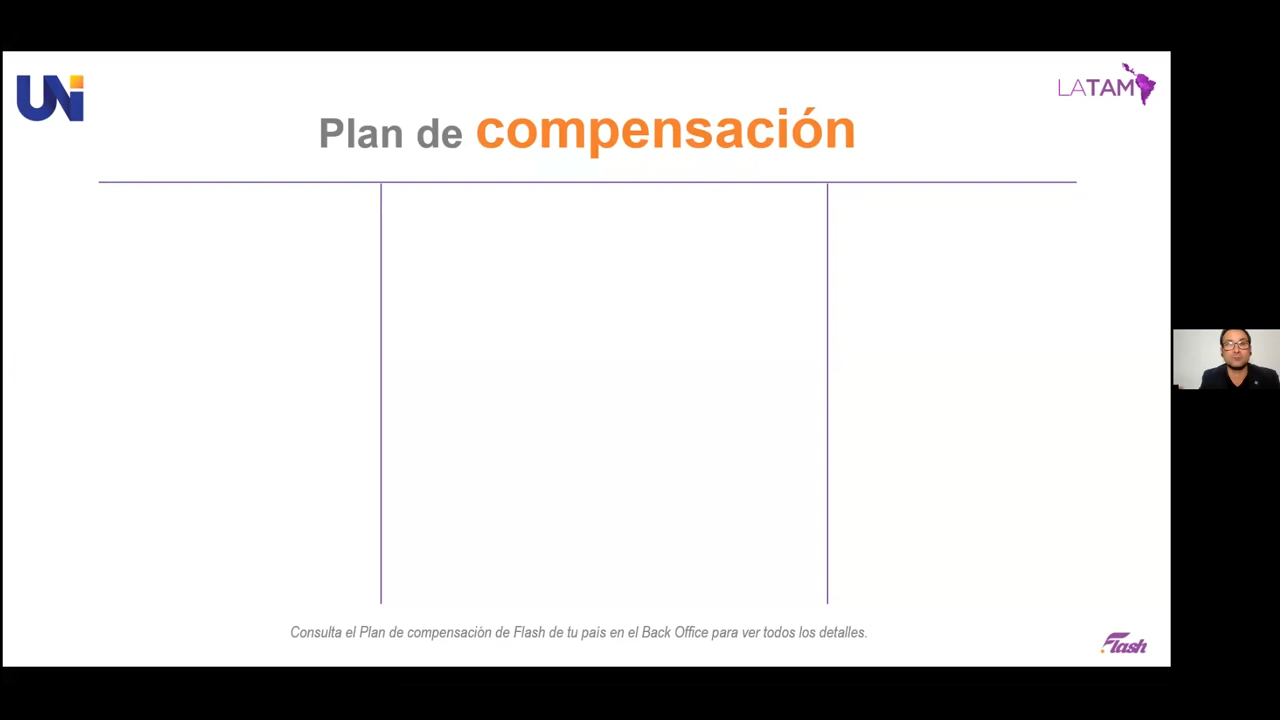 UNi
LATAM
Plan de compensación
Consulta el Plan de compensación de Flash de tu pais en el Back Office para ver todos los detalles.
Flash